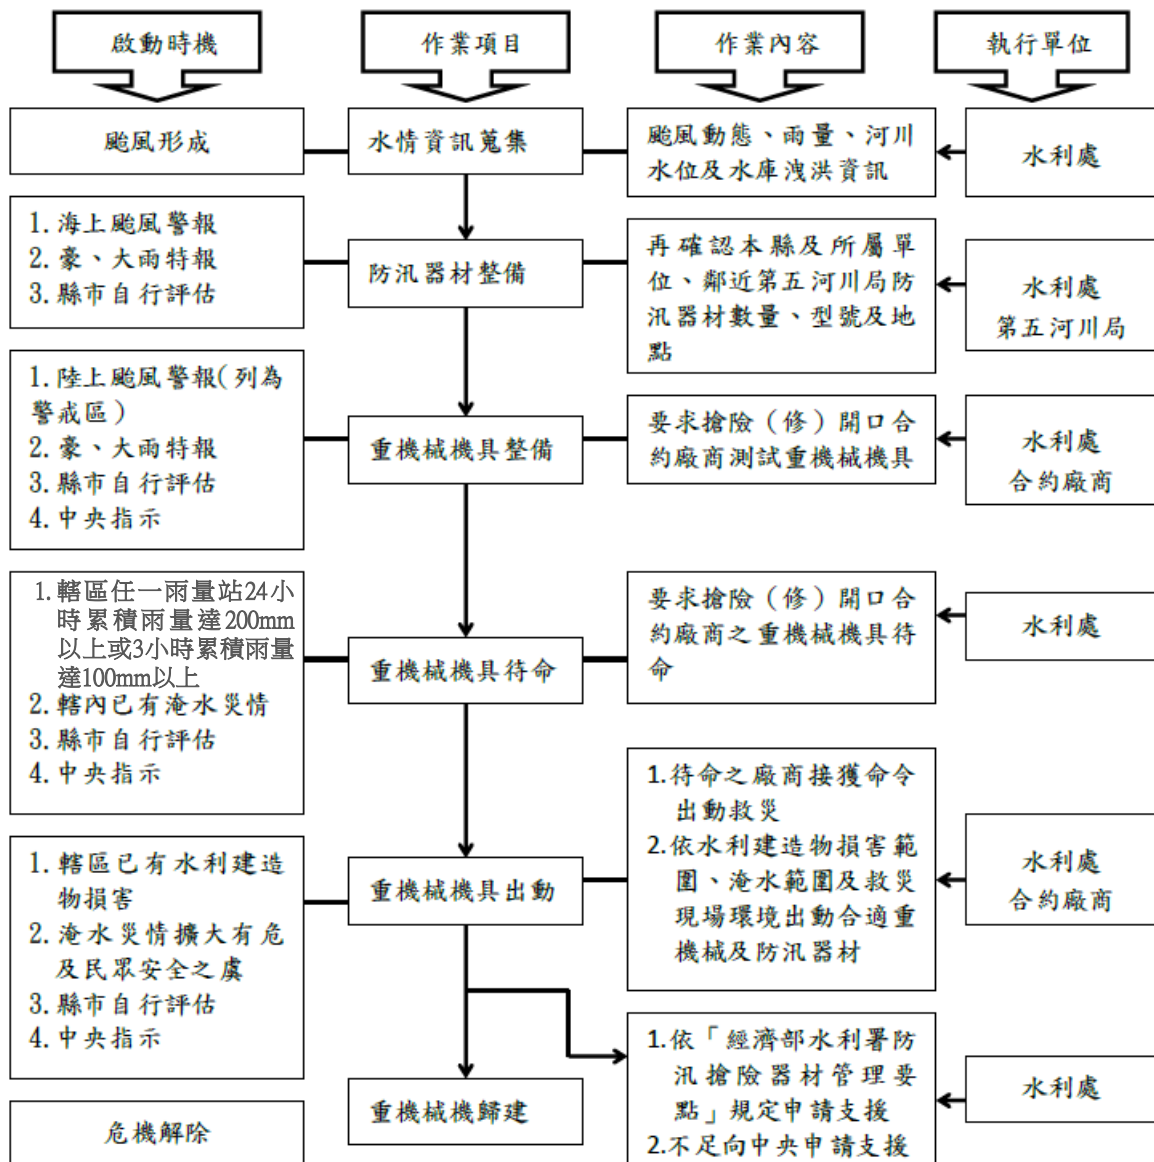 啟動時機
作業項目
作業內容
執行單位
颱風形成
水情資訊蒐集
颱風動態、雨量、河川
水位及水庫洩洪資訊
水利處
1. 海上颱風警報
2. 豪、大雨特報
3. 縣市自行評估
防汛器材整備
再確認本縣及所屬單
位、鄰近第五河川局防
汛器材數量、型號及地
點
水利處
第五河川局
1. 陸上颱風警報(列為
警戒區)
2. 豪、大雨特報
3. 縣市自行評估
4. 中央指示
重機械機具整備
要求搶險（修）開口合
約廠商測試重機械機具
水利處
合約廠商
1. 轄區任一雨量站24小
時累積雨量達200mm
以上或3小時累積雨量
達100mm以上
2. 轄內已有淹水災情
3. 縣市自行評估
4. 中央指示
重機械機具待命
要求搶險（修）開口合
約廠商之重機械機具待
命
水利處
1. 轄區已有水利建造
物損害
2. 淹水災情擴大有危
及民眾安全之虞
3. 縣市自行評估
4. 中央指示
重機械機具出動
1.待命之廠商接獲命令
出動救災
2.依水利建造物損害範
圍、淹水範圍及救災
現場環境出動合適重
機械及防汛器材
水利處
合約廠商
危機解除
重機械機歸建
1.依「經濟部水利署防
汛搶險器材管理要
點」規定申請支援
2.不足向中央申請支援
水利處